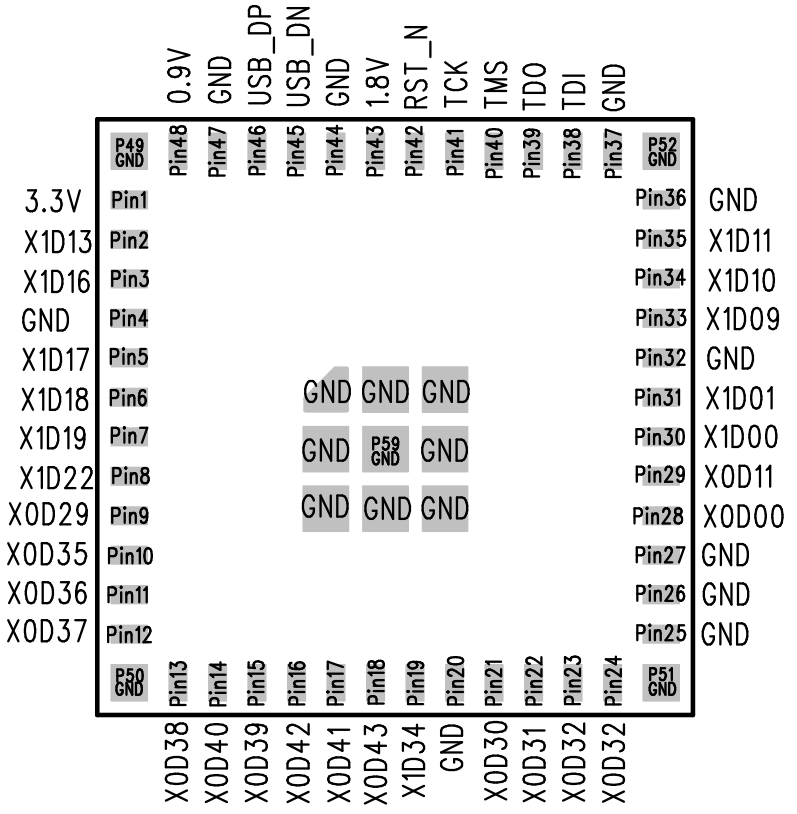 0.9V
GND
USB_DP
USB_DN
GND
1.8V
RST_N
TCK
TMS
TDO
TDI
GND
P49
GND
Pin48
Pin47
Pin46
Pin45
Pin44
Pin43
Pin42
Pin41
Pin40
Pin39
Pin38
Pin37
P52
GND
3.3V Pin1 Pin36 GND
X1D13 Pin2 Pin35 X1D11
X1D16 Pin3 Pin34 X1D10
GND Pin4 Pin33 X1D09
X1D17 Pin5 Pin32 GND
X1D18 Pin6 GND GND GND Pin31 X1D01
X1D19 Pin7 GND P59 GND GND Pin30 X1D00
X1D22 Pin8 Pin29 X0D11
X0D29 Pin9 GND GND GND Pin28 X0D00
X0D35 Pin10 Pin27 GND
X0D36 Pin11 Pin26 GND
X0D37 Pin12 Pin25 GND
P50
GND
Pin13
Pin14
Pin15
Pin16
Pin17
Pin18
Pin19
Pin20
Pin21
Pin22
Pin23
Pin24
P51
GND
X0D38
X0D40
X0D39
X0D42
X0D41
X0D43
X1D34
GND
X0D30
X0D31
X0D32
X0D32